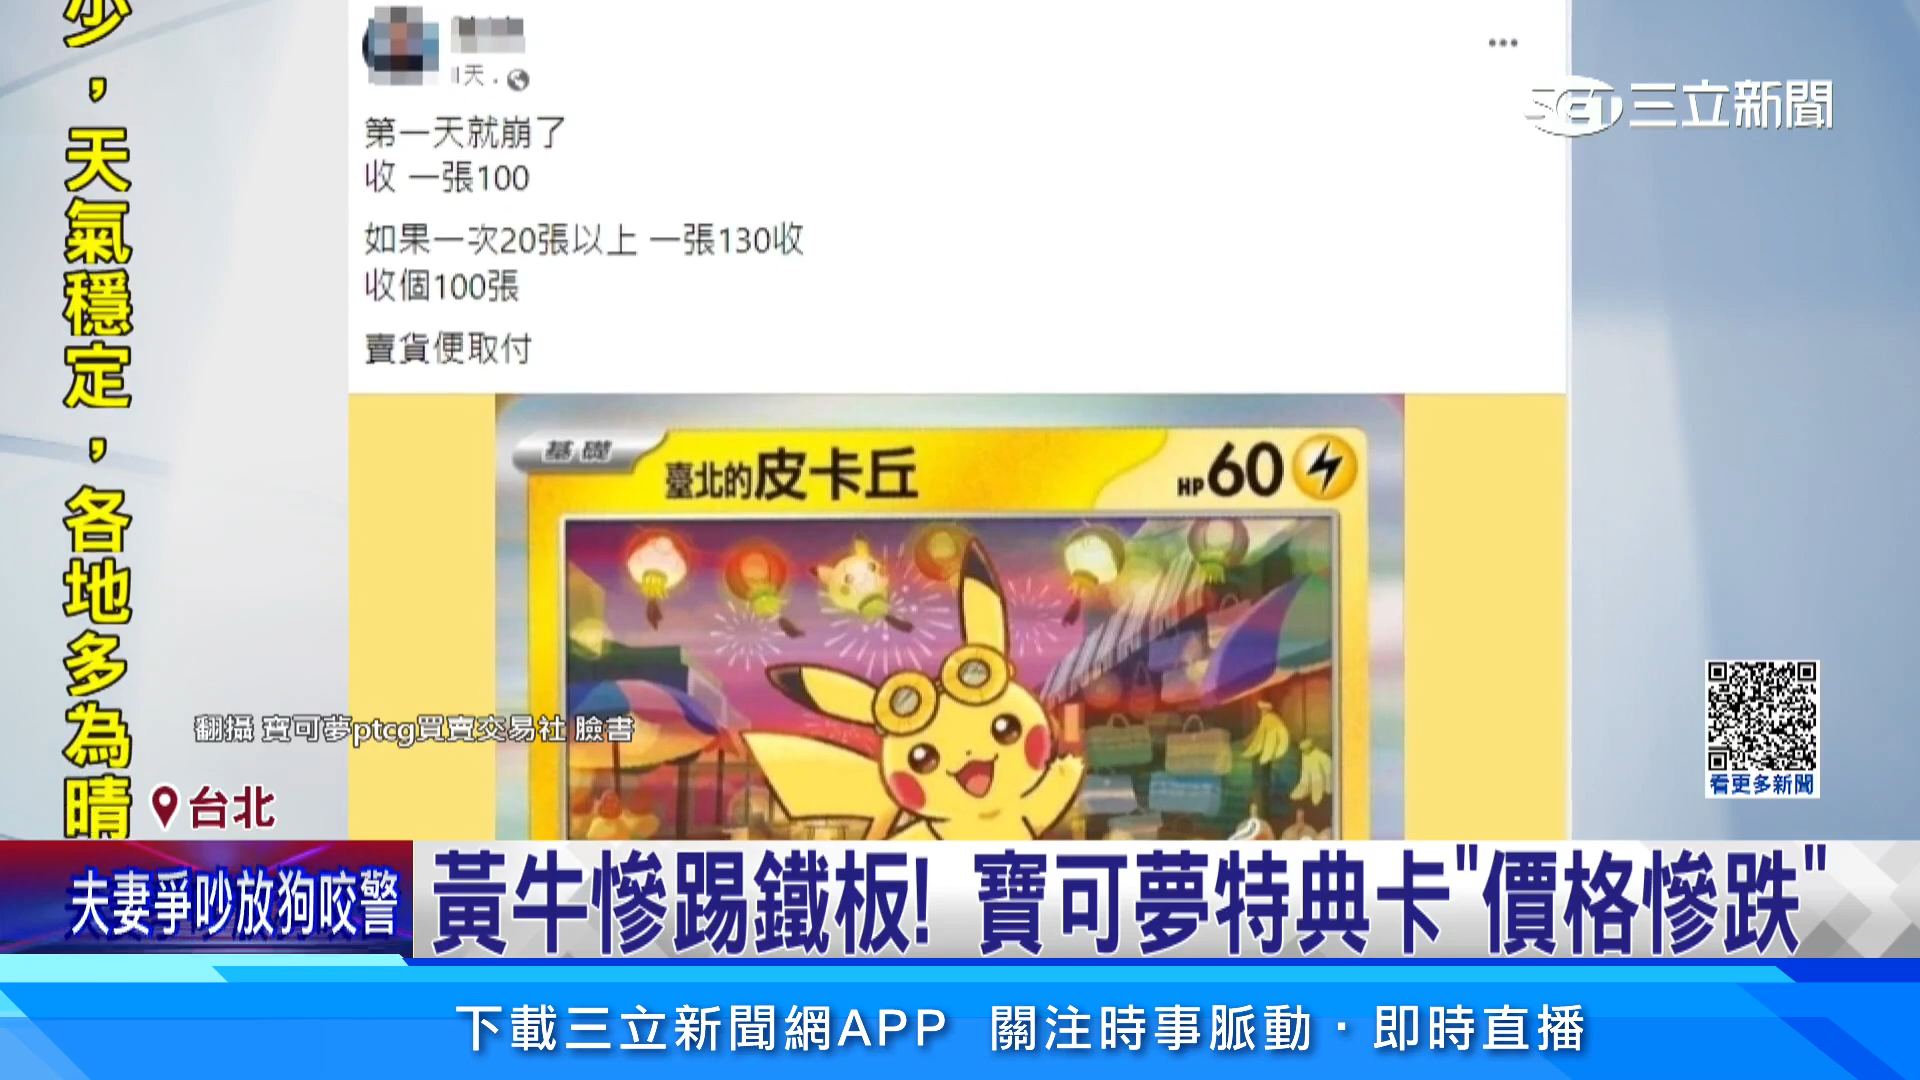 少，天氣穩定，各地多為晴
1天．
第一天就崩了
收 一張100
如果一次20張以上 一張130收
收個100張
賣貨便取付
SET三立新聞
基礎
臺北的皮卡丘
HP60
翻攝 寶可夢ptcg買賣交易社 臉書
看更多新聞
台北
夫妻爭吵放狗咬警
黃牛慘踢鐵板! 寶可夢特典卡"價格慘跌"
下載三立新聞網APP 關注時事脈動・即時直播